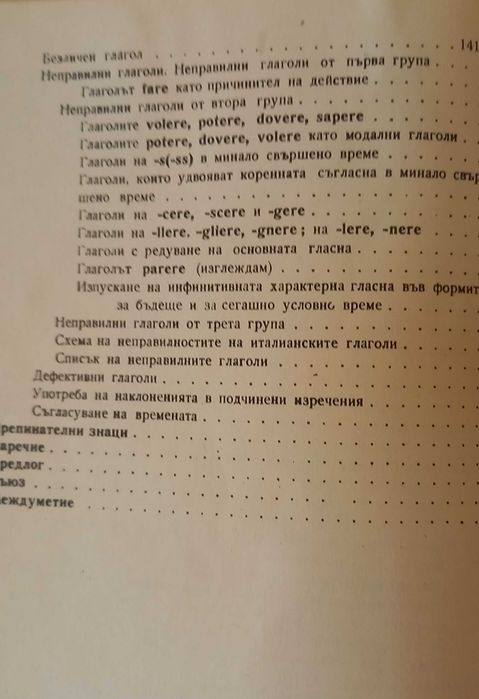 Безличен глагол . . . . . . . . . . . . . . . . . 141
Неправилни глаголи. Неправилни глаголи от първа група . . .
Глаголът fare като причинител на действие . . . . . .
Неправилни глаголи от втора група . . . . . . . . .
Глаголите volere, potere, dovere, sapere . . . . . .
Глаголите potere, dovere, volere като модални глаголи . .
Глаголи на -s(-ss) в минало свършено време . . . . .
Глаголи, които удвояват коренната съгласна в минало свър
шено време . . . . . . . . . . . . . . . .
Глаголи на -cere, -scere и -gere . . . . . . . . .
Глаголи на -llere, -gliere, -gnere; на -lere, -nere . . .
Глаголи с редуване на основната гласна . . . . . . .
Глаголът parere (изглеждам) . . . . . . . . . .
Изпускане на инфинитивната характерна гласна във формит
за бъдеще и за сегашно условно време . . . . .
Неправилни глаголи от трета група . . . . . . . . .
Схема на неправилностите на италианските глаголи . . . .
Списък на неправилните глаголи . . . . . . . . . .
Дефективни глаголи . . . . . . . . . . . . . . .
Употреба на наклоненията в подчинени изречения . . . . . .
Съгласуване на времената . . . . . . . . . . . . .
репинателни знаци . . . . . . . . . . . . . . . .
аречие . . . . . . . . . . . . . . . . . . . .
редлог . . . . . . . . . . . . . . . . . . . .
ъюз . . . . . . . . . . . . . . . . . . . . .
еждуметие . . . . . . . . . . . . . . . . . .